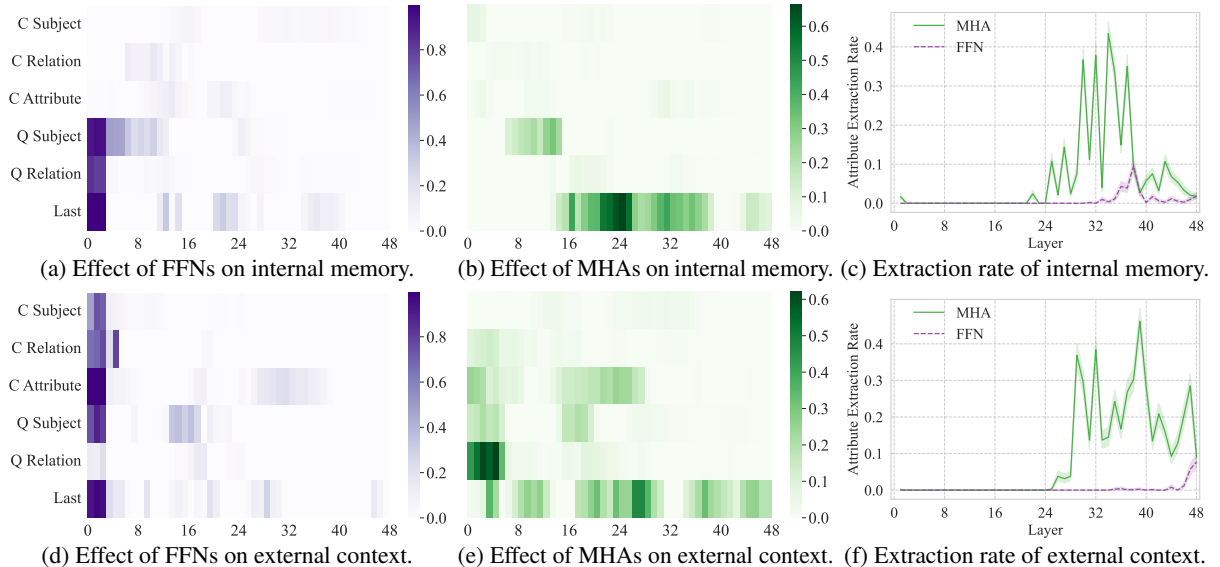 C Subject
C Relation
C Attribute
Q Subject
Q Relation
Last
0 8 16 24 32 40 48
0.8
0.6
0.4
0.2
0.0
(a) Effect of FFNs on internal memory.
0 8 16 24 32 40 48
0.6
0.5
0.4
0.3
0.2
0.1
0.0
(b) Effect of MHAs on internal memory.
MHA
FFN
Attribute Extraction Rate
0.4
0.3
0.2
0.1
0.0
0 8 16 24 32 40 48
Layer
(c) Extraction rate of internal memory.
C Subject
C Relation
C Attribute
Q Subject
Q Relation
Last
0 8 16 24 32 40 48
0.8
0.6
0.4
0.2
0.0
(d) Effect of FFNs on external context.
0 8 16 24 32 40 48
0.6
0.5
0.4
0.3
0.2
0.1
0.0
(e) Effect of MHAs on external context.
MHA
FFN
Attribute Extraction Rate
0.4
0.3
0.2
0.1
0.0
0 8 16 24 32 40 48
Layer
(f) Extraction rate of external context.